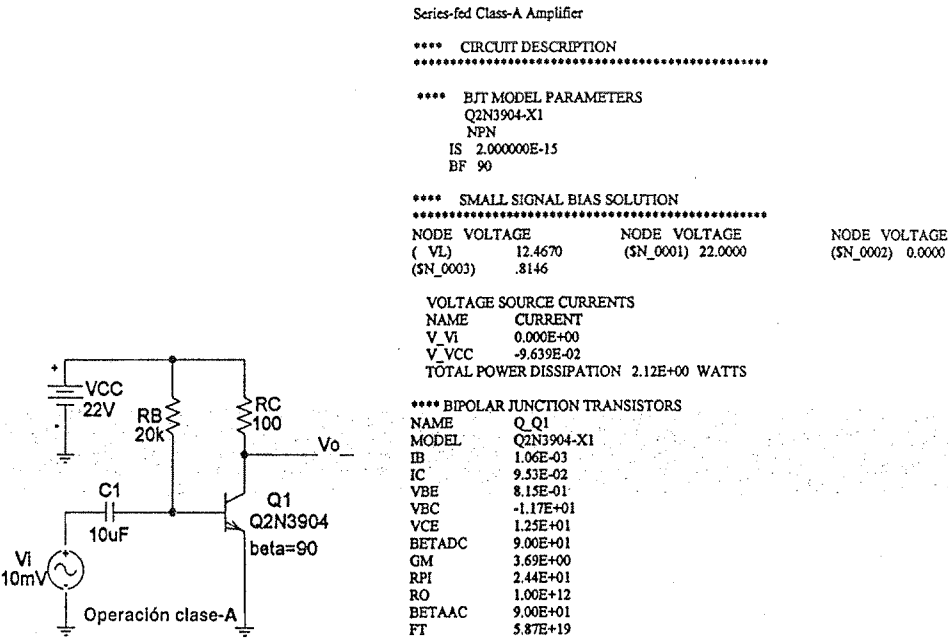 Series-fed Class-A Amplifier
**** CIRCUIT DESCRIPTION
************************************************
**** BJT MODEL PARAMETERS
Q2N3904-X1
NPN
IS 2.000000E-15
BF 90
**** SMALL SIGNAL BIAS SOLUTION
************************************************
NODE VOLTAGE NODE VOLTAGE NODE VOLTAGE
( VL) 12.4670 ($N_0001) 22.0000 ($N_0002) 0.0000
($N_0003) .8146
VOLTAGE SOURCE CURRENTS
NAME CURRENT
V_Vi 0.000E+00
V_VCC -9.639E-02
TOTAL POWER DISSIPATION 2.12E+00 WATTS
**** BIPOLAR JUNCTION TRANSISTORS
NAME Q_Q1
MODEL Q2N3904-X1
IB 1.06E-03
IC 9.53E-02
VBE 8.15E-01
VBC -1.17E+01
VCE 1.25E+01
BETADC 9.00E+01
GM 3.69E+00
RPI 2.44E+01
RO 1.00E+12
BETAAC 9.00E+01
FT 5.87E+19
+
VCC
22V
-
RB
20k
RC
100
Vo
C1
10uF
Q1
Q2N3904
beta=90
Vi
10mV
+
-
Operación clase-A